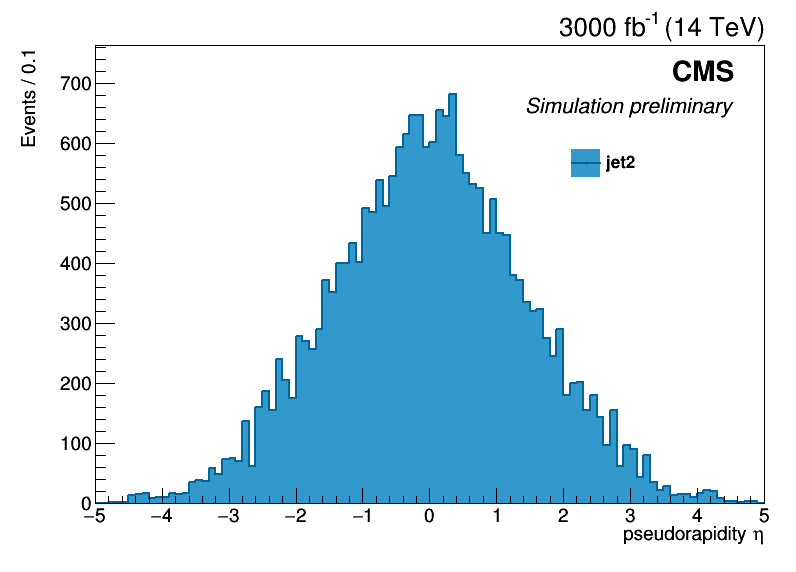 3000 fb-1 (14 TeV)
CMS
Simulation preliminary
jet2
Events / 0.1
700
600
500
400
300
200
100
0
−5 −4 −3 −2 −1 0 1 2 3 4 5
pseudorapidity η